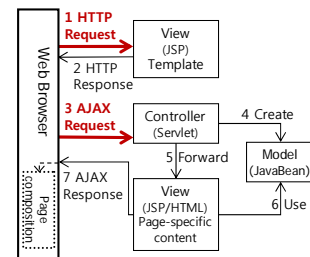 1 HTTP
Request
View
(JSP)
Template
2 HTTP
Response
Web Browser
3 AJAX
Request
Controller
(Servlet)
4 Create
5 Forward
Model
(JavaBean)
7 AJAX
Response
View
(JSP/HTML)
Page-specific
content
6 Use
Page
composition